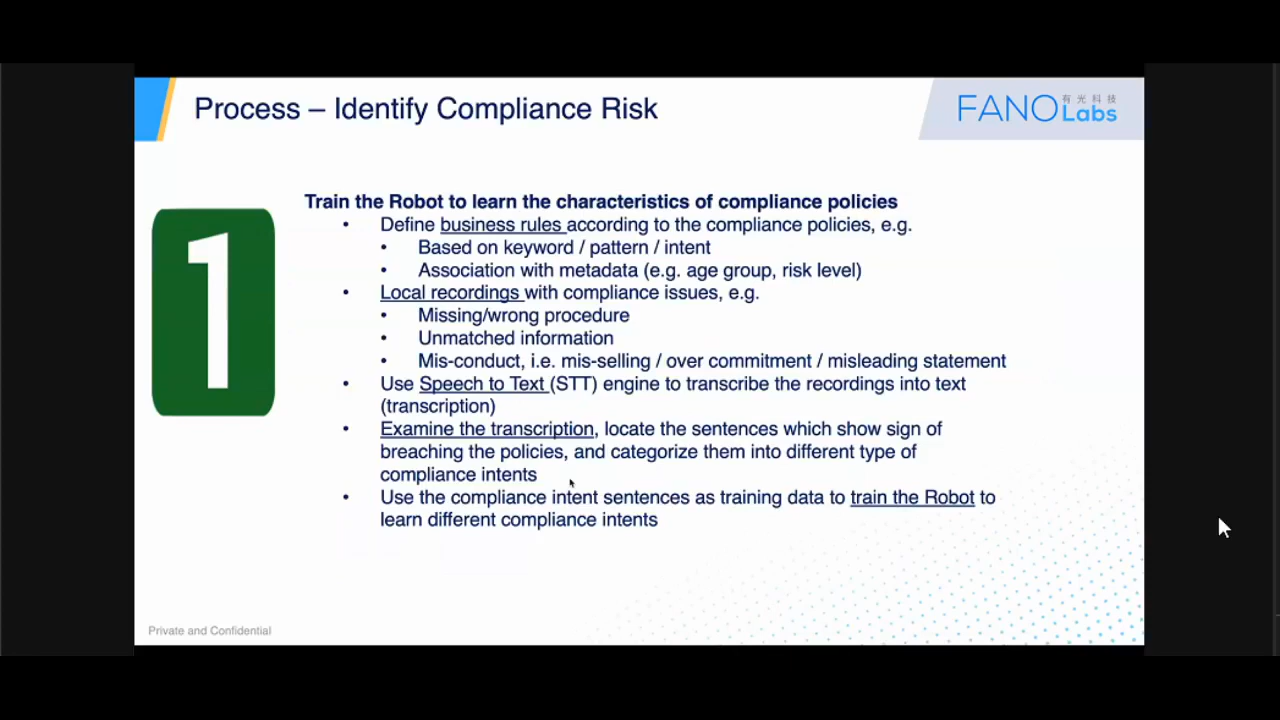 Process – Identify Compliance Risk
FANO 有光科技
Labs
1
Train the Robot to learn the characteristics of compliance policies
• Define business rules according to the compliance policies, e.g.
• Based on keyword / pattern / intent
• Association with metadata (e.g. age group, risk level)
• Local recordings with compliance issues, e.g.
• Missing/wrong procedure
• Unmatched information
• Mis-conduct, i.e. mis-selling / over commitment / misleading statement
• Use Speech to Text (STT) engine to transcribe the recordings into text
(transcription)
• Examine the transcription, locate the sentences which show sign of
breaching the policies, and categorize them into different type of
compliance intents
• Use the compliance intent sentences as training data to train the Robot to
learn different compliance intents
Private and Confidential